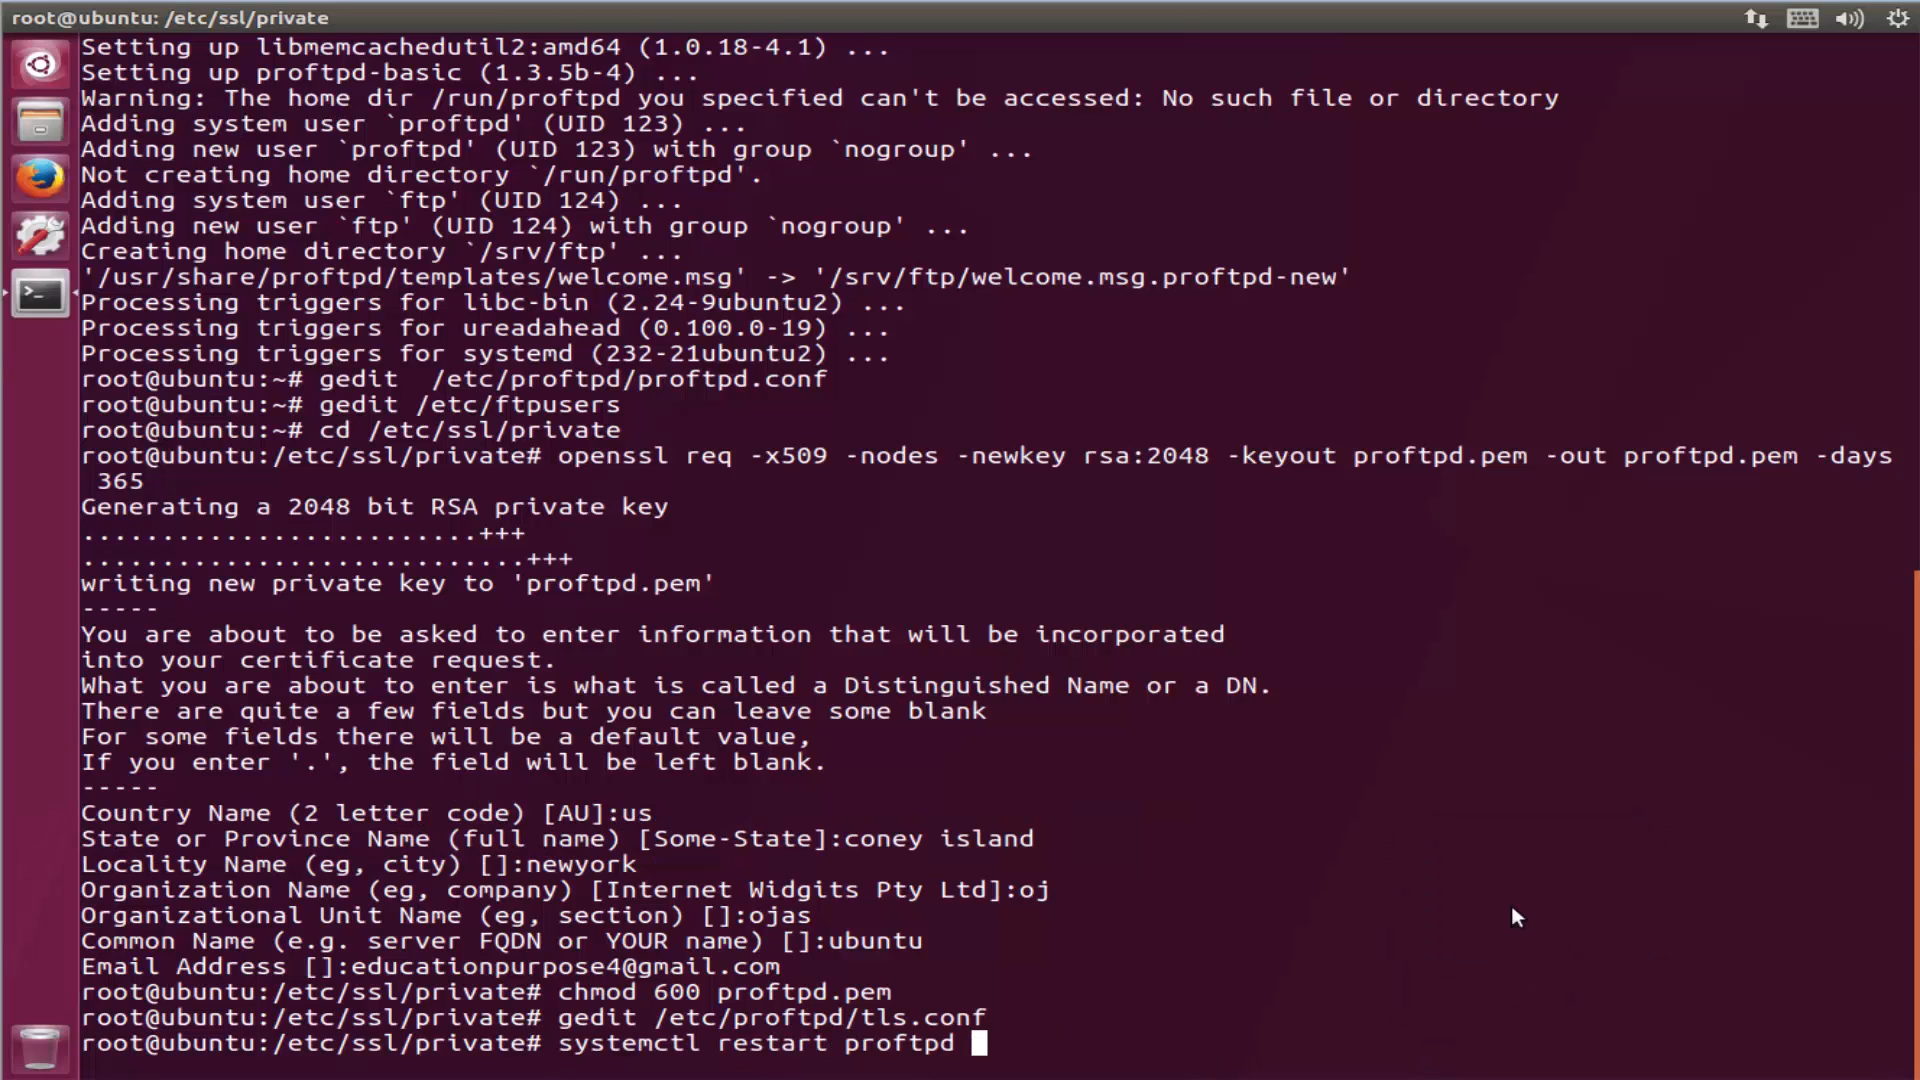 root@ubuntu: /etc/ssl/private
Setting up libmemcachedutil2:amd64 (1.0.18-4.1) ...
Setting up proftpd-basic (1.3.5b-4) ...
Warning: The home dir /run/proftpd you specified can't be accessed: No such file or directory
Adding system user `proftpd' (UID 123) ...
Adding new user `proftpd' (UID 123) with group `nogroup' ...
Not creating home directory `/run/proftpd'.
Adding system user `ftp' (UID 124) ...
Adding new user `ftp' (UID 124) with group `nogroup' ...
Creating home directory `/srv/ftp' ...
'/usr/share/proftpd/templates/welcome.msg' -> '/srv/ftp/welcome.msg.proftpd-new'
Processing triggers for libc-bin (2.24-9ubuntu2) ...
Processing triggers for ureadahead (0.100.0-19) ...
Processing triggers for systemd (232-21ubuntu2) ...
root@ubuntu:~# gedit  /etc/proftpd/proftpd.conf
root@ubuntu:~# gedit /etc/ftpusers
root@ubuntu:~# cd /etc/ssl/private
root@ubuntu:/etc/ssl/private# openssl req -x509 -nodes -newkey rsa:2048 -keyout proftpd.pem -out proftpd.pem -days
 365
Generating a 2048 bit RSA private key
.........................+++
............................+++
writing new private key to 'proftpd.pem'
-----
You are about to be asked to enter information that will be incorporated
into your certificate request.
What you are about to enter is what is called a Distinguished Name or a DN.
There are quite a few fields but you can leave some blank
For some fields there will be a default value,
If you enter '.', the field will be left blank.
-----
Country Name (2 letter code) [AU]:us
State or Province Name (full name) [Some-State]:coney island
Locality Name (eg, city) []:newyork
Organization Name (eg, company) [Internet Widgits Pty Ltd]:oj
Organizational Unit Name (eg, section) []:ojas
Common Name (e.g. server FQDN or YOUR name) []:ubuntu
Email Address []:educationpurpose4@gmail.com
root@ubuntu:/etc/ssl/private# chmod 600 proftpd.pem
root@ubuntu:/etc/ssl/private# gedit /etc/proftpd/tls.conf
root@ubuntu:/etc/ssl/private# systemctl restart proftpd